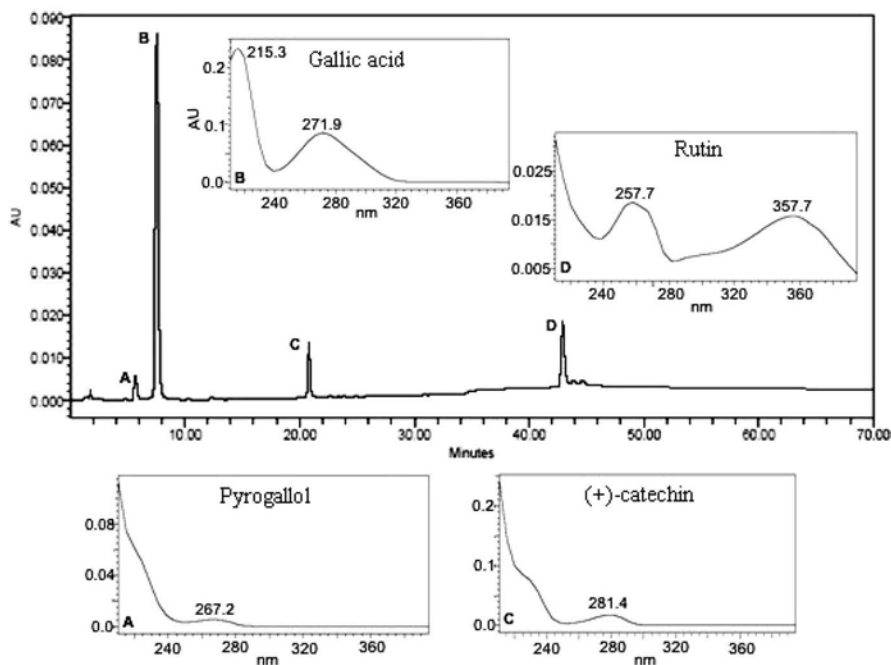 AU
0.090
0.080
0.070
0.060
0.050
0.040
0.030
0.020
0.010
0.000
A
B
C
D
10.00 20.00 30.00 40.00 50.00 60.00 70.00
Minutes
Gallic acid
AU
0.2
0.1
0.0
215.3
271.9
B
240 280 320 360
nm
Rutin
0.025
0.015
0.005
257.7
357.7
D
240 280 320 360
nm
Pyrogallol
0.08
0.04
0.0
267.2
A
240 280 320 360
nm
(+)-catechin
0.2
0.1
0.0
281.4
C
240 280 320 360
nm